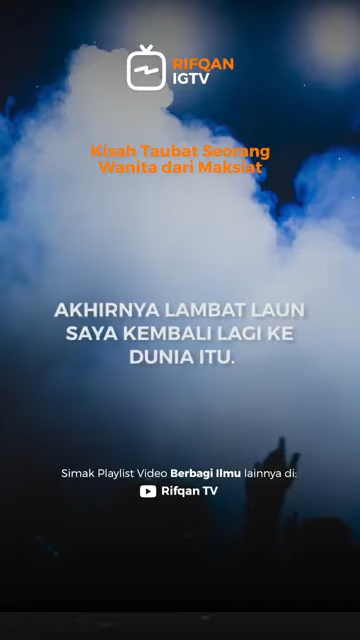 RIFQAN
IGTV
Kisah Taubat Seorang
Wanita dari Maksiat
AKHIRNYA LAMBAT LAUN
SAYA KEMBALI LAGI KE
DUNIA ITU.
Simak Playlist Video Berbagi Ilmu lainnya di:
Rifqan TV